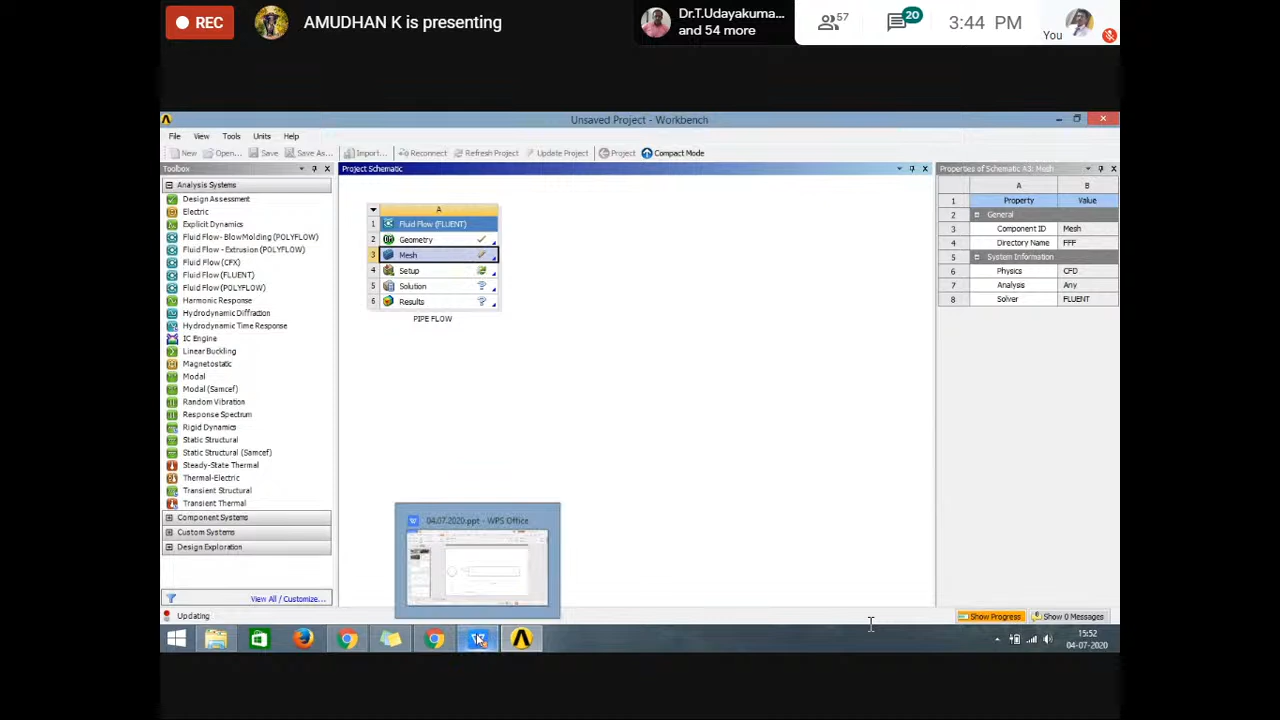 REC
AMUDHAN K is presenting
Dr.T.Udayakuma...
and 54 more
57
20
3:44 PM
You
Unsaved Project - Workbench
File View Tools Units Help
New Open... Save Save As... Import... Reconnect Refresh Project Update Project Project Compact Mode
Toolbox
Project Schematic
Properties of Schematic A3: Mesh
Analysis Systems
Design Assessment
Electric
Explicit Dynamics
Fluid Flow- BlowMolding (POLYFLOW)
Fluid Flow - Extrusion (POLYFLOW)
Fluid Flow (CFX)
Fluid Flow (FLUENT)
Fluid Flow (POLYFLOW)
Harmonic Response
Hydrodynamic Diffraction
Hydrodynamic Time Response
IC Engine
Linear Buckling
Magnetostatic
Modal
Modal (Samcef)
Random Vibration
Response Spectrum
Rigid Dynamics
Static Structural
Static Structural (Samcef)
Steady-State Thermal
Thermal-Electric
Transient Structural
Transient Thermal
Component Systems
Custom Systems
Design Exploration
View All / Customize...
A
1 Fluid Flow (FLUENT)
2 Geometry
3 Mesh
4 Setup
5 Solution
6 Results
PIPE FLOW
A B
1 Property Value
2 General
3 Component ID Mesh
4 Directory Name FFF
5 System Information
6 Physics CFD
7 Analysis Any
8 Solver FLUENT
04.07.2020.ppt - WPS Office
Updating
Show Progress
Show 0 Messages
15:52
04-07-2020